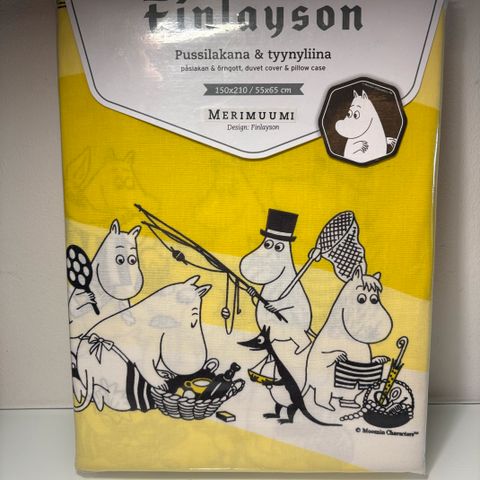 Finlayson
Pussilakana & tyynyliina
påslakan & örngott, duvet cover & pillow case
150x210 / 55x65 cm
MERIMUUMI
Design: Finlayson
© Moomin Characters™